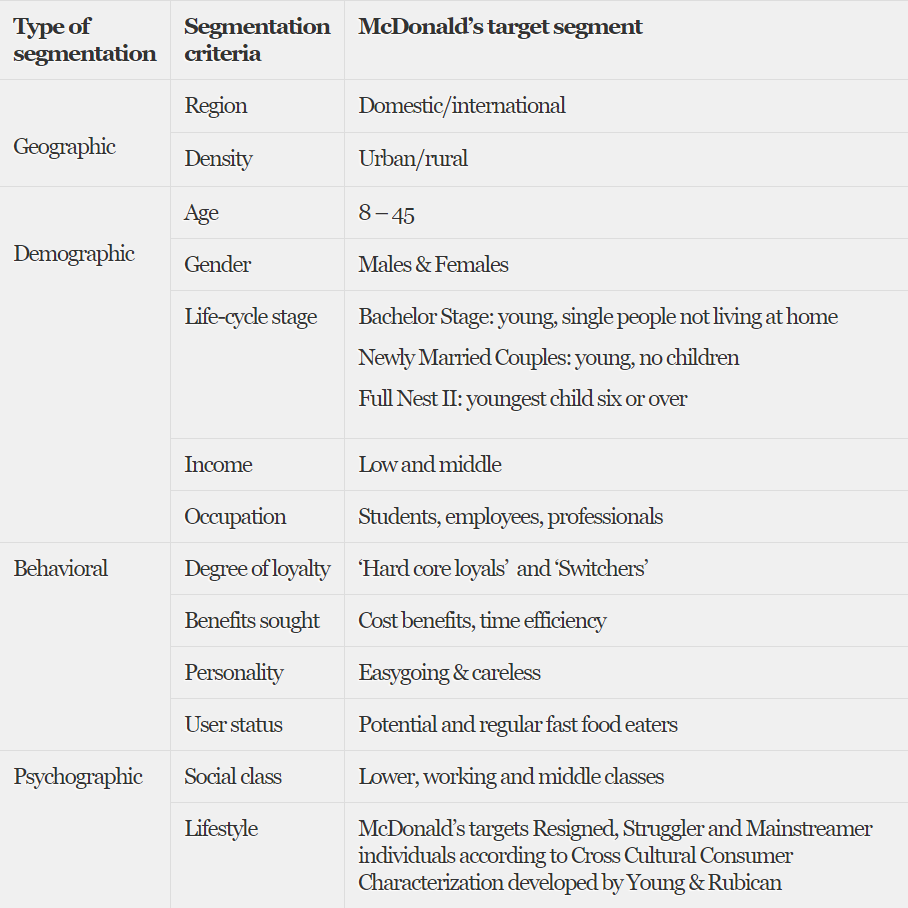 Type of segmentation
Segmentation criteria
McDonald’s target segment
Geographic
Region
Domestic/international
Density
Urban/rural
Demographic
Age
8 – 45
Gender
Males & Females
Life-cycle stage
Bachelor Stage: young, single people not living at home
Newly Married Couples: young, no children
Full Nest II: youngest child six or over
Income
Low and middle
Occupation
Students, employees, professionals
Behavioral
Degree of loyalty
‘Hard core loyals’  and ‘Switchers’
Benefits sought
Cost benefits, time efficiency
Personality
Easygoing & careless
User status
Potential and regular fast food eaters
Psychographic
Social class
Lower, working and middle classes
Lifestyle
McDonald’s targets Resigned, Struggler and Mainstreamer
individuals according to Cross Cultural Consumer
Characterization developed by Young & Rubican